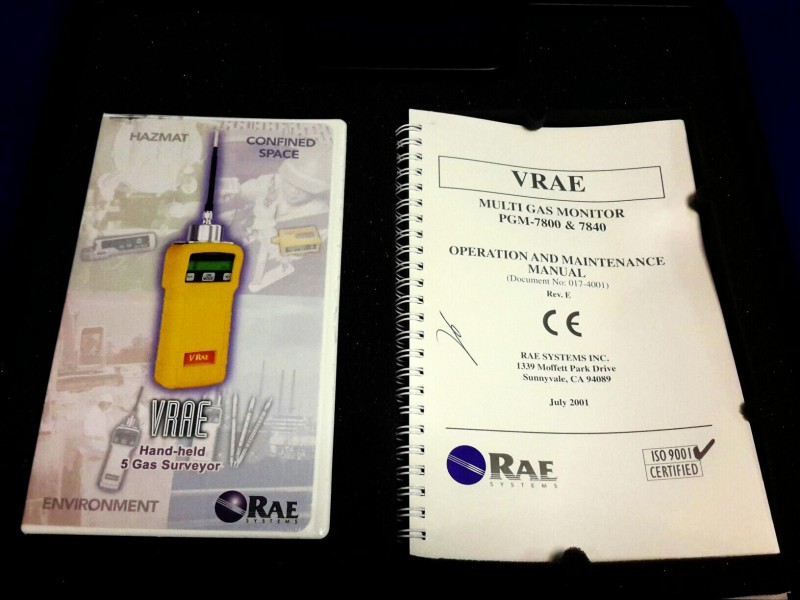 HAZMAT
CONFINED
SPACE
VRAE
VRAE
Hand-held
5 Gas Surveyor
ENVIRONMENT
RAE
SYSTEMS
VRAE
MULTI GAS MONITOR
PGM-7800 & 7840
OPERATION AND MAINTENANCE
MANUAL
(Document No: 017-4001)
Rev. E
CE
RAE SYSTEMS INC.
1339 Moffett Park Drive
Sunnyvale, CA 94089
July 2001
RAE
SYSTEMS
ISO 9001
CERTIFIED